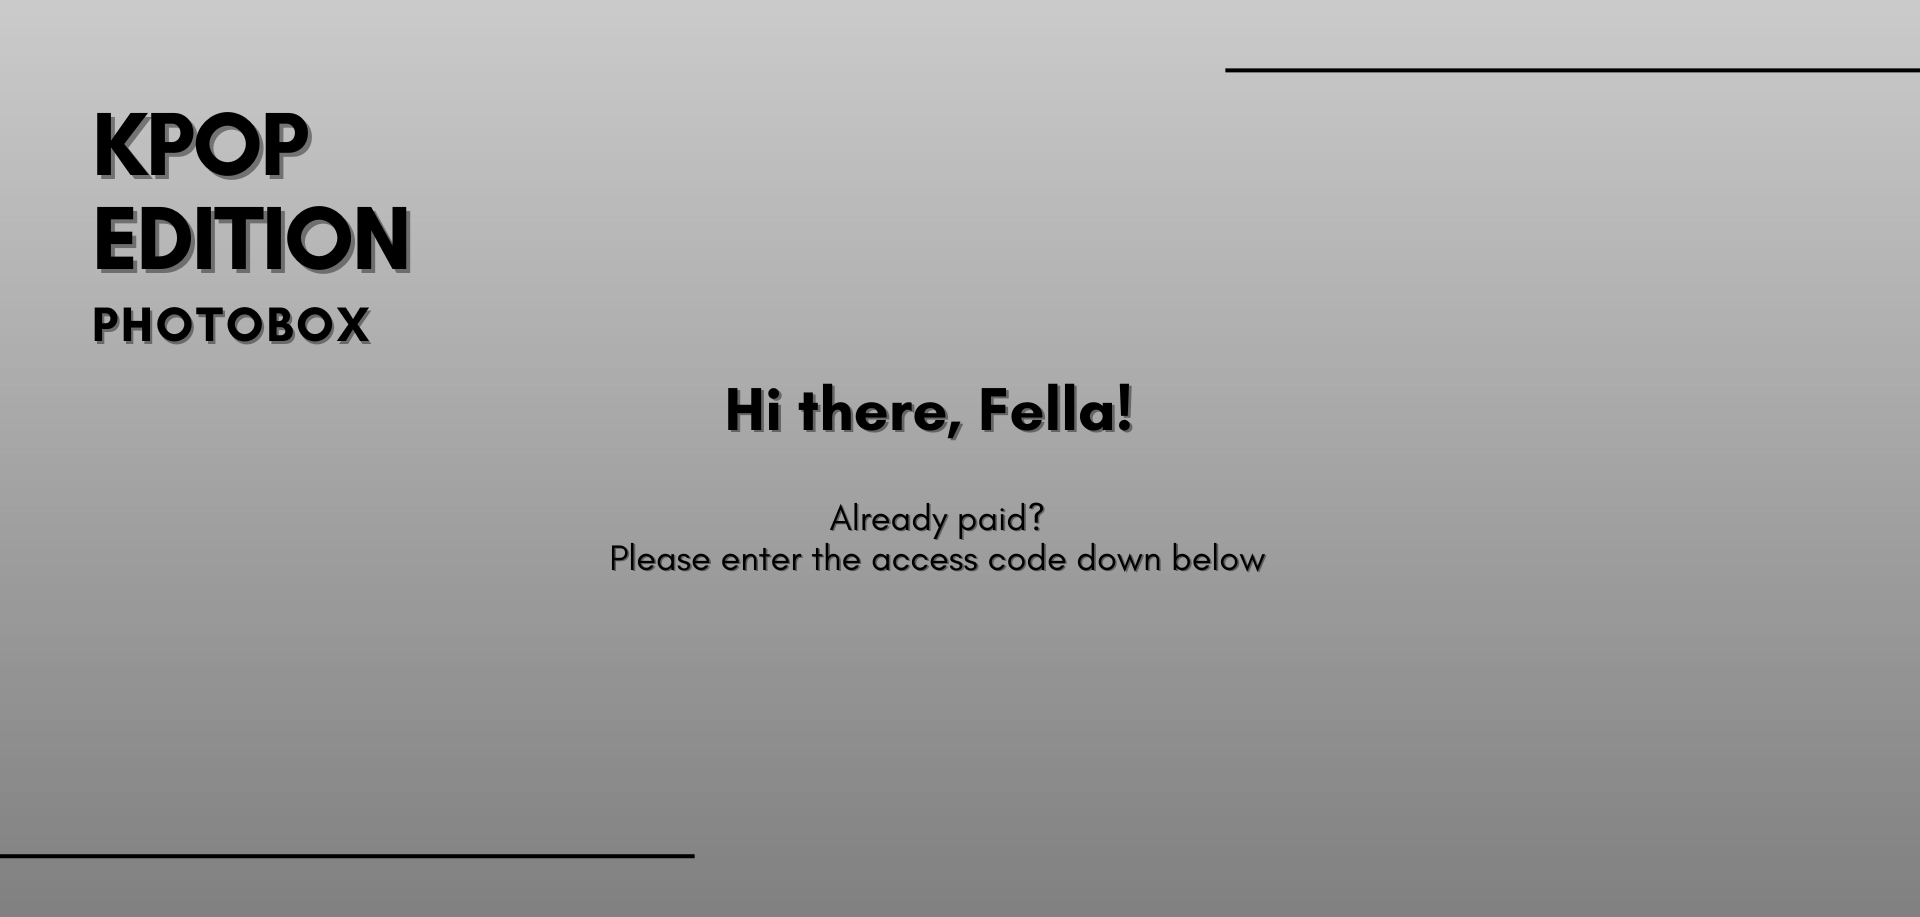 KPOP
EDITION
PHOTOBOX
Hi there, Fella!
Already paid?
Please enter the access code down below